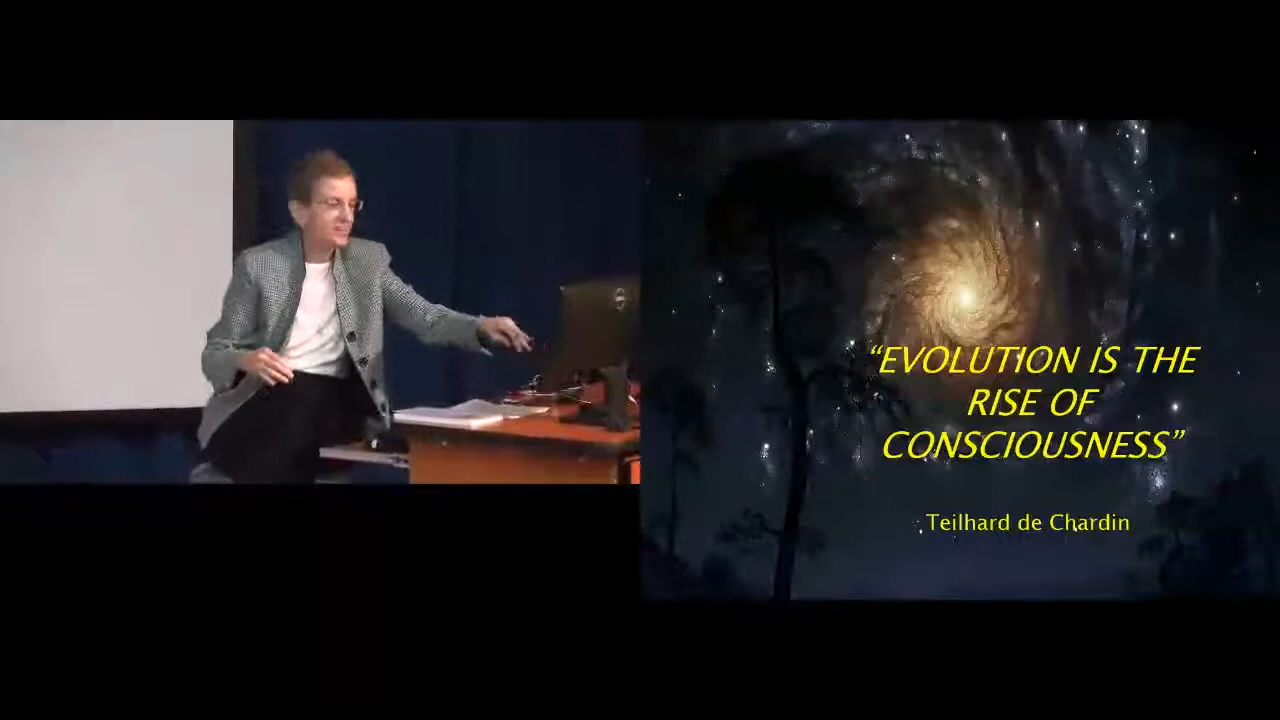 “EVOLUTION IS THE
RISE OF
CONSCIOUSNESS”
Teilhard de Chardin